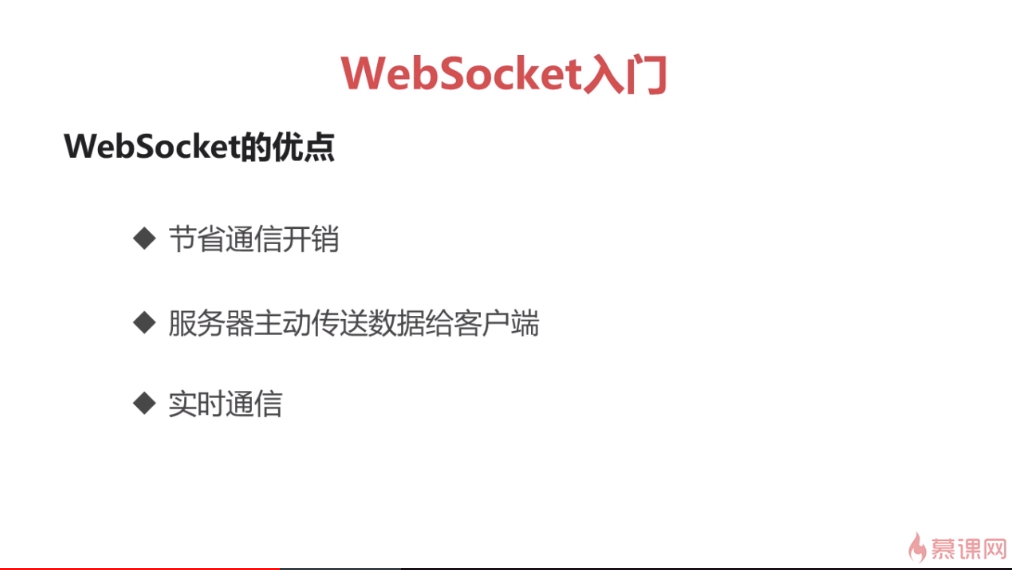 WebSocket入门
WebSocket的优点
◆ 节省通信开销
◆ 服务器主动传送数据给客户端
◆ 实时通信
慕课网